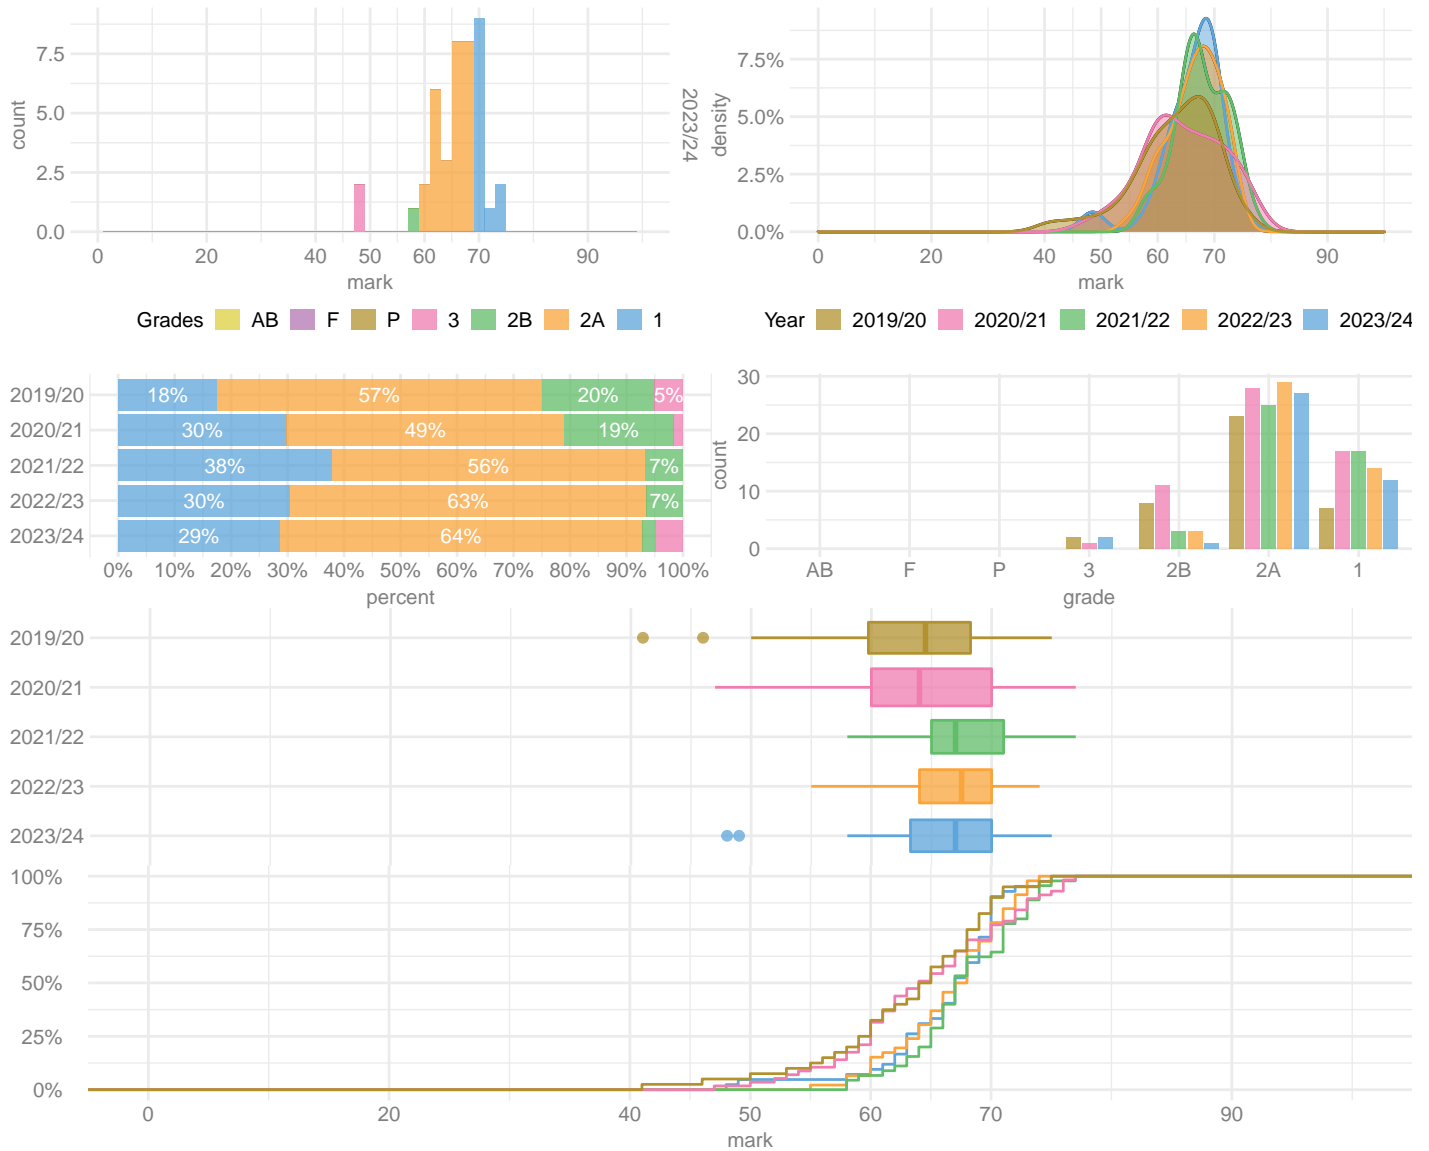 7.5
5.0
2.5
0.0
count
0 20 40 50 60 70 90
mark
2023/24
7.5%
5.0%
2.5%
0.0%
density
0 20 40 50 60 70 90
mark
Grades AB F P 3 2B 2A 1
Year 2019/20 2020/21 2021/22 2022/23 2023/24
2019/20 18% 57% 20% 5%
2020/21 30% 49% 19%
2021/22 38% 56% 7%
2022/23 30% 63% 7%
2023/24 29% 64%
0% 10% 20% 30% 40% 50% 60% 70% 80% 90% 100%
percent
30
20
10
0
count
AB F P 3 2B 2A 1
grade
2019/20
2020/21
2021/22
2022/23
2023/24
100%
75%
50%
25%
0%
0 20 40 50 60 70 90
mark